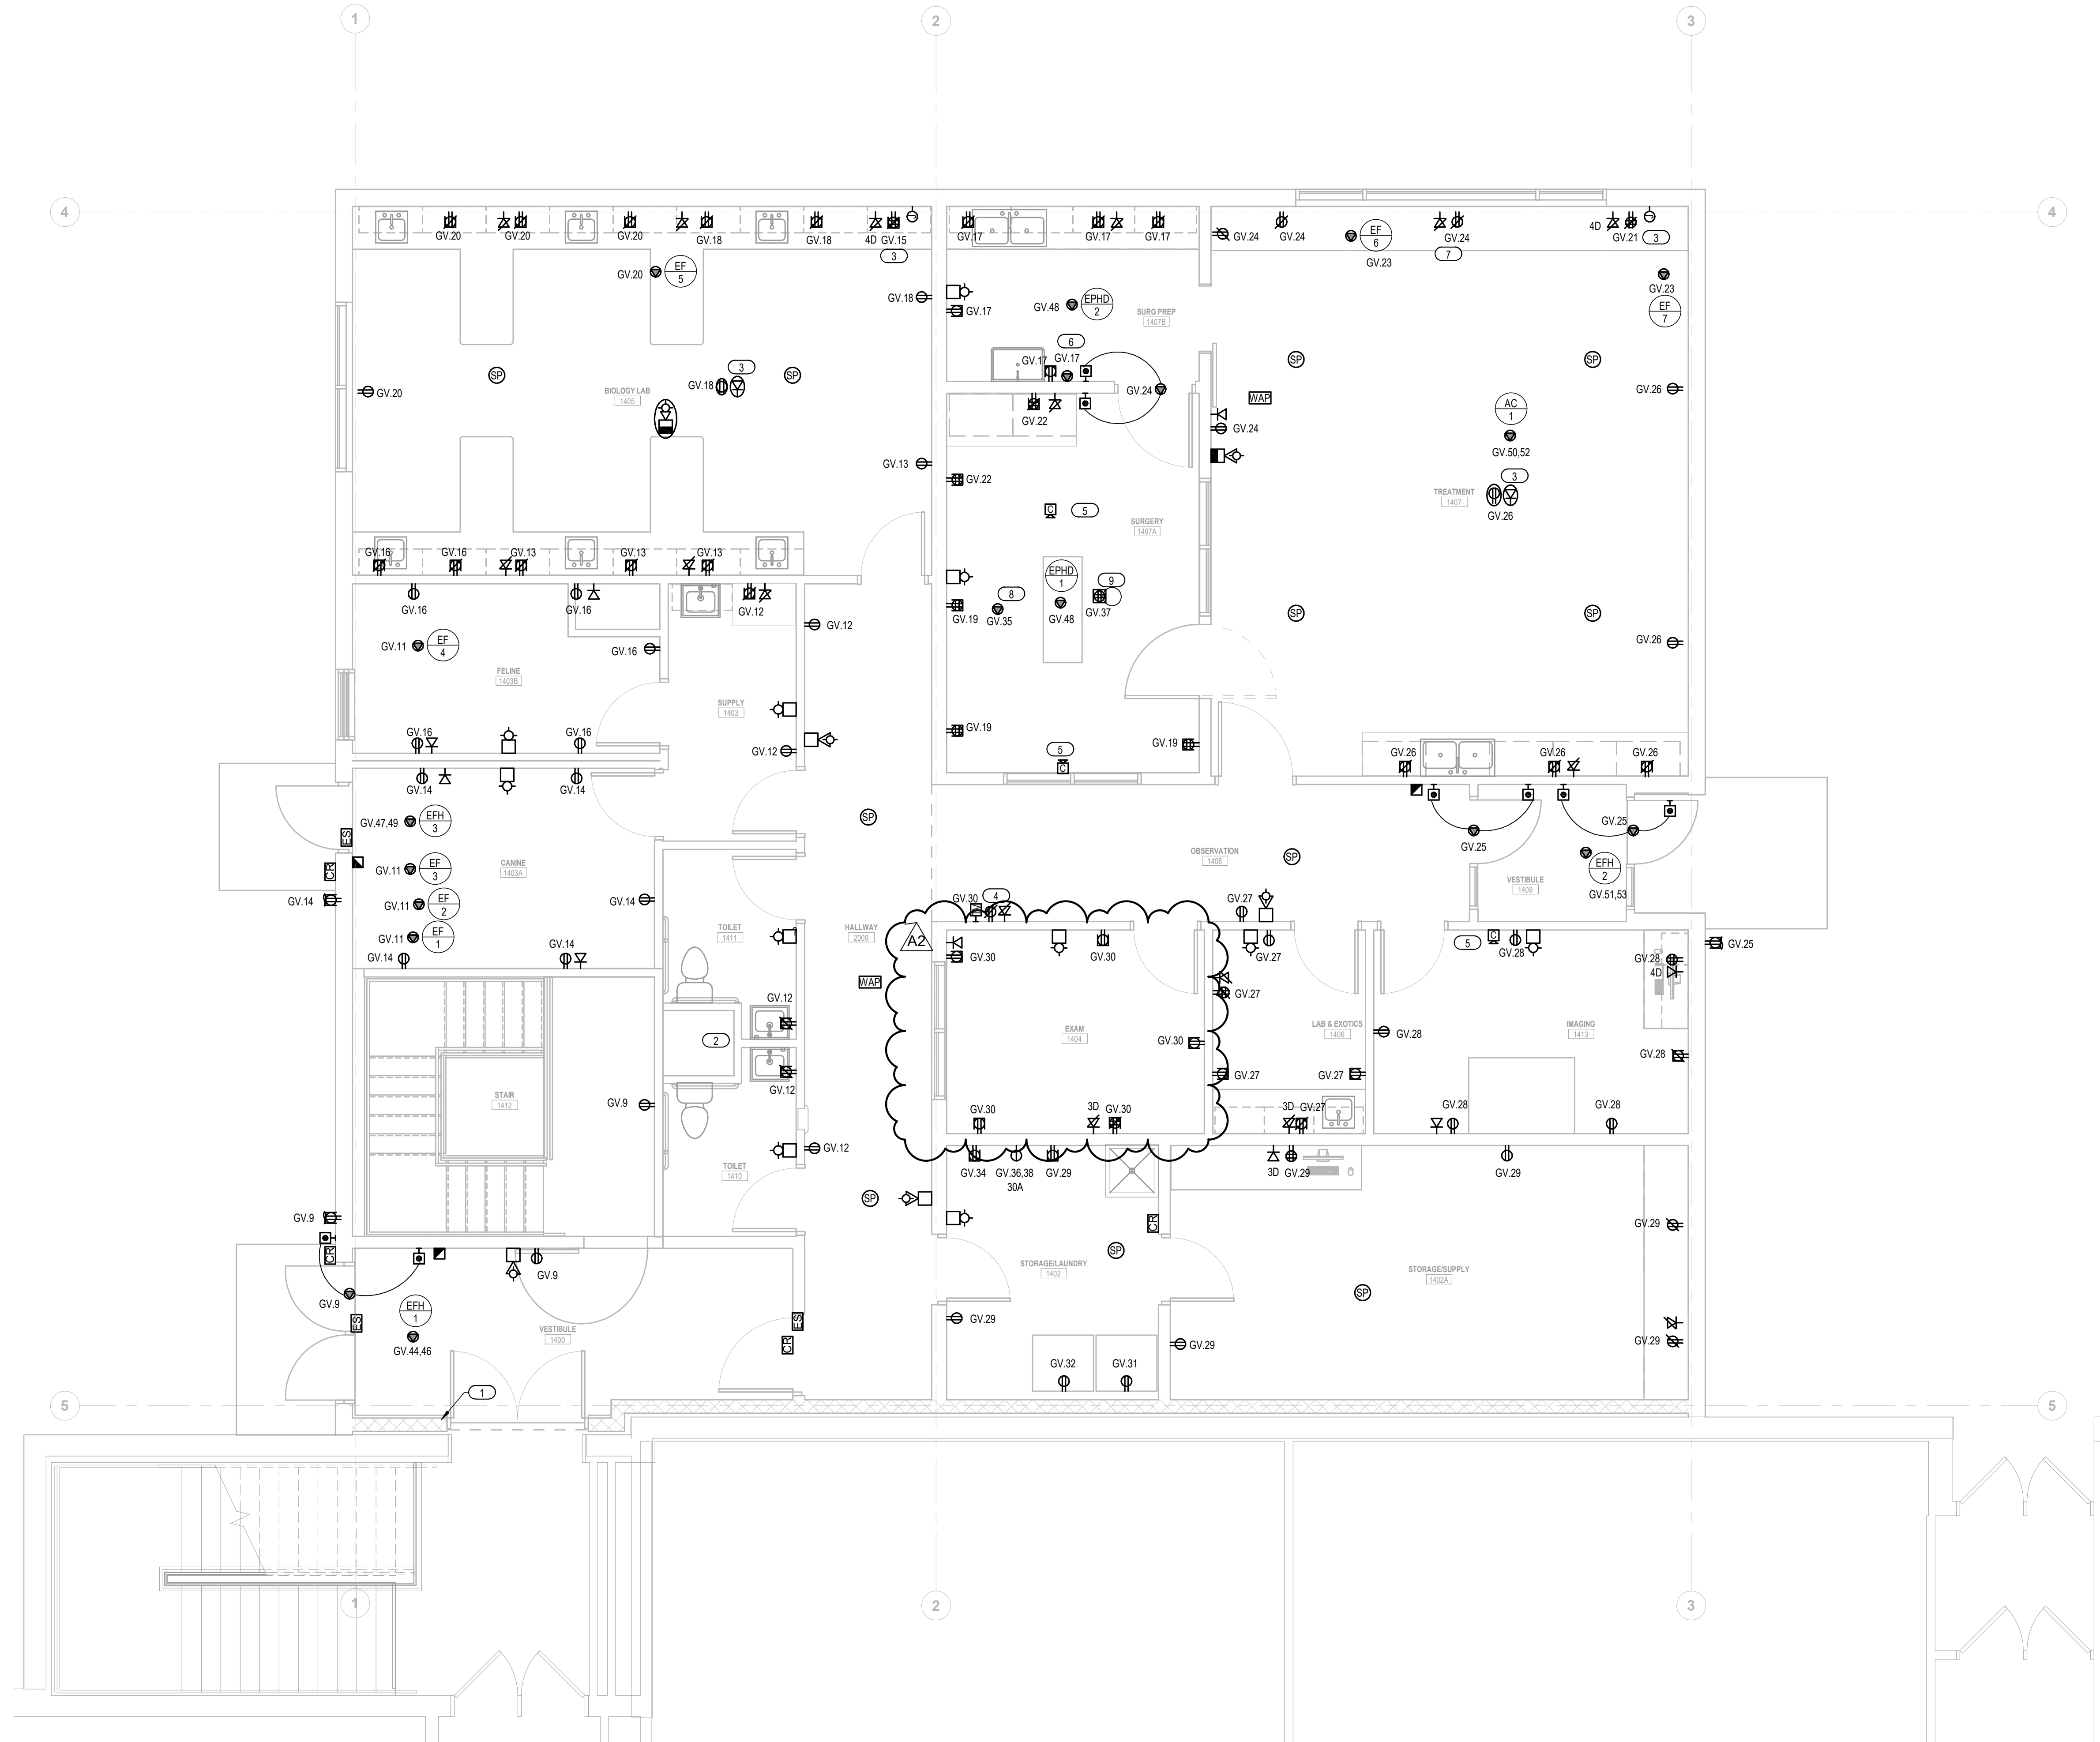 1
2
3
4
4
GV.20
GV.20
GV.20
GV.18
GV.18
4D
GV.15
3
GV.17
GV.17
GV.17
GV.24
GV.24
EF
6
GV.23
GV.24
7
4D
GV.21
3
GV.20
EF
5
GV.18
GV.17
GV.48
EPHD
2
SURG PREP
1407B
GV.23
EF
7
6
GV.17
GV.17
SP
3
GV.18
SP
GV.20
BIOLOGY LAB
1405
GV.24
SP
SP
GV.26
WAP
AC
1
GV.50,52
GV.22
GV.24
GV.13
GV.22
C
5
SURGERY
1407A
TREATMENT
1407
3
GV.26
GV.16
GV.16
GV.13
GV.13
GV.13
GV.16
GV.16
GV.12
GV.12
GV.19
8
GV.35
EPHD
1
GV.48
9
GV.37
SP
SP
GV.26
GV.11
EF
4
GV.16
FELINE
1403B
SUPPLY
1403
GV.16
GV.16
GV.12
GV.19
5
C
GV.19
GV.26
GV.26
GV.26
GV.14
GV.14
GV.47,49
EFH
3
ES
CR
GV.11
EF
3
CANINE
1403A
GV.14
GV.11
EF
2
GV.14
GV.11
EF
1
GV.14
GV.14
SP
OBSERVATION
1408
SP
GV.25
GV.25
EFH
2
GV.51,53
VESTIBULE
1409
TOILET
1411
HALLWAY
2009
A2
GV.30
4
GV.30
GV.30
GV.27
GV.27
5
C
GV.28
GV.28
4D
GV.25
WAP
GV.12
2
GV.12
GV.27
LAB & EXOTICS
1406
EXAM
1404
GV.30
GV.28
IMAGING
1413
GV.28
GV.27
GV.27
STAIR
1412
GV.9
GV.30
3D
GV.30
3D
GV.27
GV.28
GV.28
GV.12
TOILET
1410
GV.34
GV.36,38
30A
GV.29
3D
GV.29
GV.29
SP
GV.9
CR
GV.9
CR
SP
GV.29
STORAGE/LAUNDRY
1402
STORAGE/SUPPLY
1402A
SP
GV.9
ES
EFH
1
GV.44,46
VESTIBULE
1400
ES
CR
GV.29
GV.29
GV.29
GV.32
GV.31
1
5
5
1
2
3